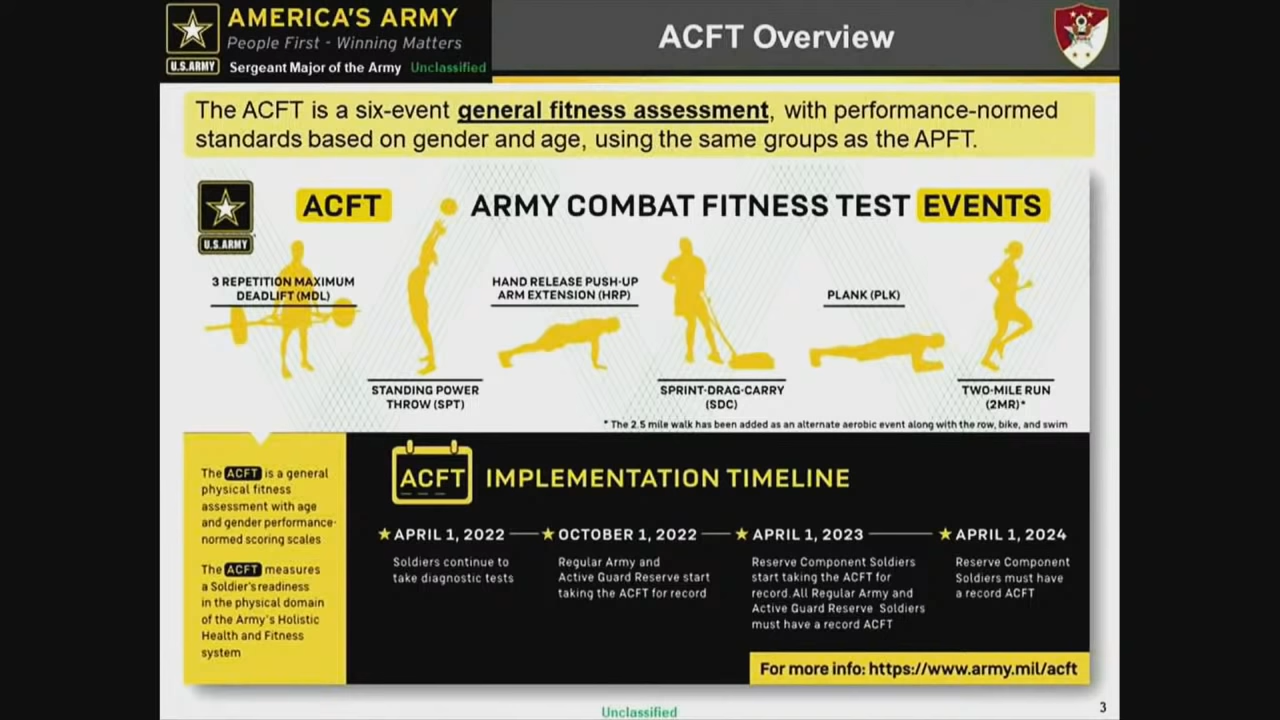 AMERICA'S ARMY
People First - Winning Matters
U.S.ARMY
Sergeant Major of the Army Unclassified
ACFT Overview
The ACFT is a six-event general fitness assessment, with performance-normed
standards based on gender and age, using the same groups as the APFT.
U.S.ARMY
ACFT
ARMY COMBAT FITNESS TEST EVENTS
3 REPETITION MAXIMUM
DEADLIFT (MDL)
STANDING POWER
THROW (SPT)
HAND RELEASE PUSH-UP
ARM EXTENSION (HRP)
SPRINT-DRAG-CARRY
(SDC)
PLANK (PLK)
TWO-MILE RUN
(2MR)*
* The 2.5 mile walk has been added as an alternate aerobic event along with the row, bike, and swim
The ACFT is a general
physical fitness
assessment with age
and gender performance-
normed scoring scales
The ACFT measures
a Soldier's readiness
in the physical domain
of the Army's Holistic
Health and Fitness
system
ACFT
IMPLEMENTATION TIMELINE
APRIL 1, 2022
Soldiers continue to
take diagnostic tests
OCTOBER 1, 2022
Regular Army and
Active Guard Reserve start
taking the ACFT for record
APRIL 1, 2023
Reserve Component Soldiers
start taking the ACFT for
record. All Regular Army and
Active Guard Reserve Soldiers
must have a record ACFT
APRIL 1, 2024
Reserve Component
Soldiers must have
a record ACFT
For more info: https://www.army.mil/acft
Unclassified
3